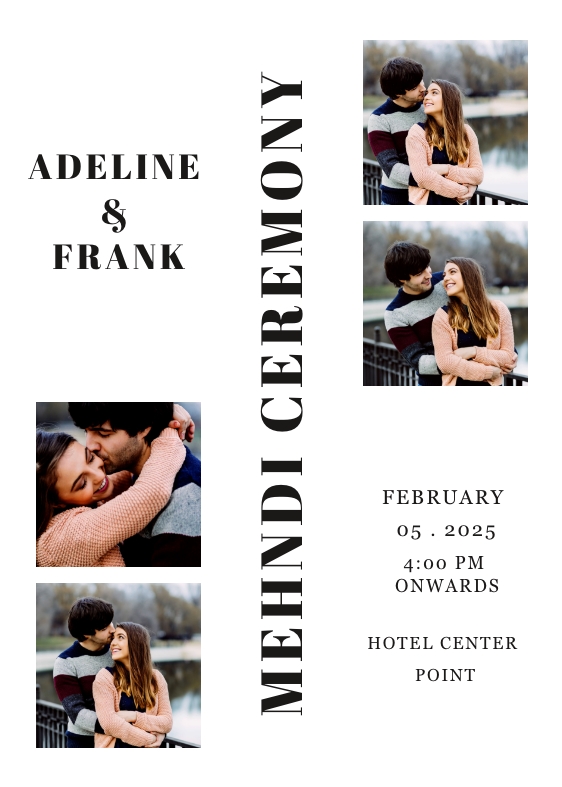 ADELINE
&
FRANK
MEHNDI CEREMONY
FEBRUARY
05 . 2025
4:00 PM
ONWARDS
HOTEL CENTER
POINT